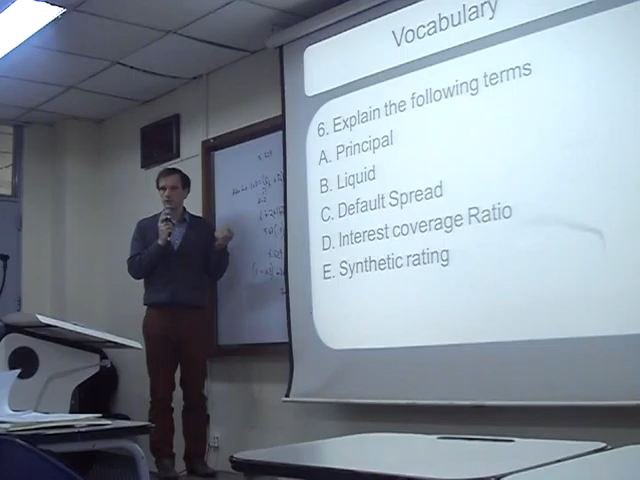 Vocabulary
6. Explain the following terms
A. Principal
B. Liquid
C. Default Spread
D. Interest coverage Ratio
E. Synthetic rating